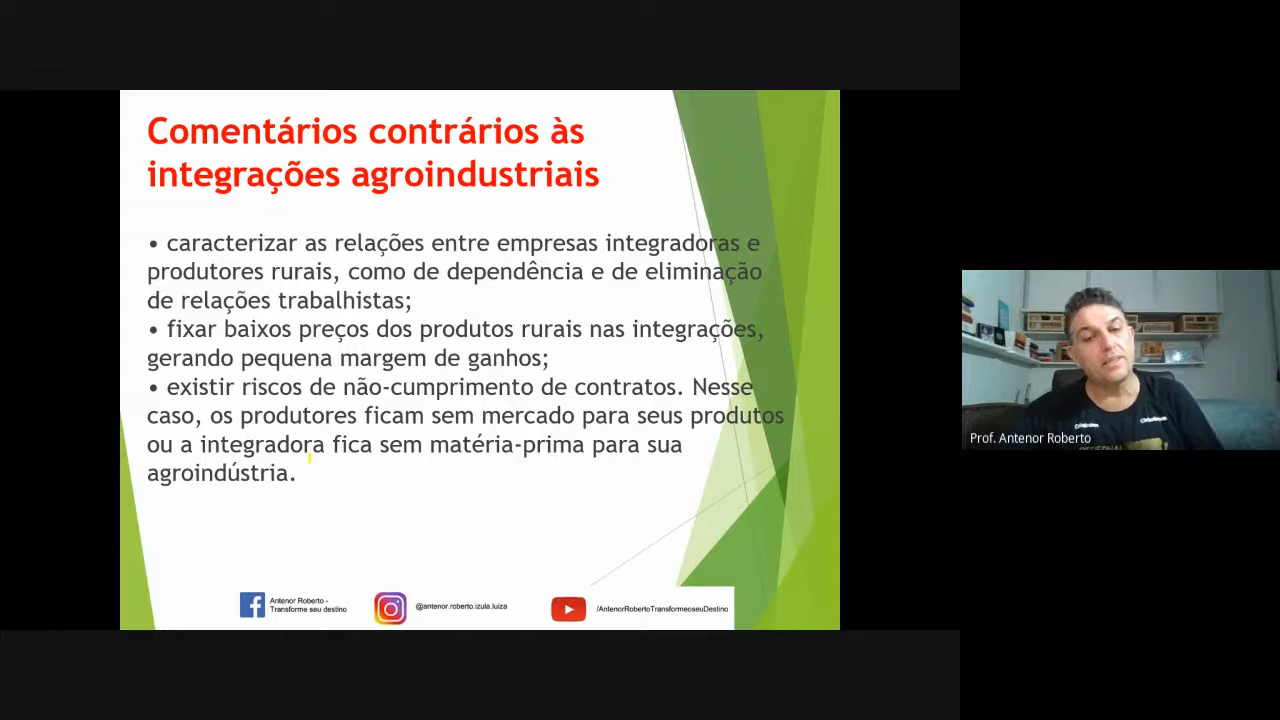 Comentários contrários às
integrações agroindustriais
• caracterizar as relações entre empresas integradoras e
produtores rurais, como de dependência e de eliminação
de relações trabalhistas;
• fixar baixos preços dos produtos rurais nas integrações,
gerando pequena margem de ganhos;
• existir riscos de não-cumprimento de contratos. Nesse
caso, os produtores ficam sem mercado para seus produtos
ou a integradora fica sem matéria-prima para sua
agroindústria.
Antenor Roberto -
Transforme seu destino
@antenor.roberto.izula.luiza
/AntenorRobertoTransformeoseuDestino
Prof. Antenor Roberto